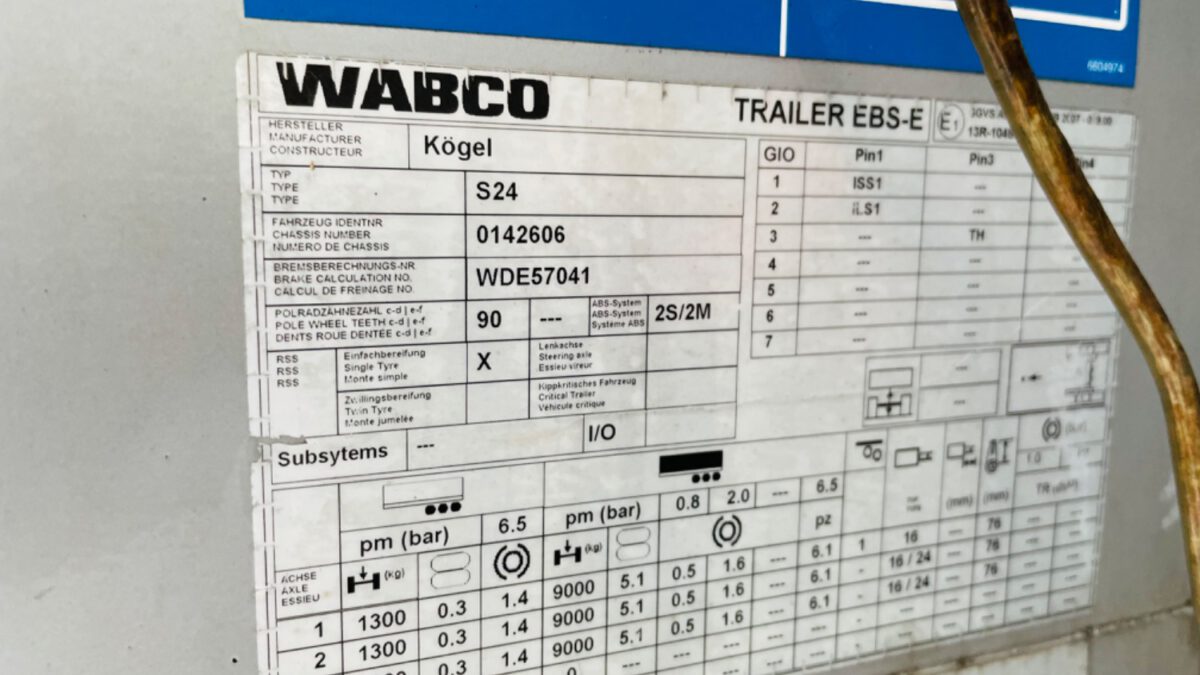 6804974
WABCO
TRAILER EBS-E
E1
HERSTELLER
MANUFACTURER
CONSTRUCTEUR
Kögel
TYP
TYPE
TYPE
S24
FAHRZEUG IDENTNR
CHASSIS NUMBER
NUMERO DE CHASSIS
0142606
BREMSBERECHNUNGS-NR
BRAKE CALCULATION NO.
CALCUL DE FREINAGE NO.
WDE57041
POLRADZÄHNEZAHL c-d | e-f
POLE WHEEL TEETH c-d | e-f
DENTS ROUE DENTÉE c-d | e-f
90
---
ABS-System
ABS-System
Système ABS
2S/2M
RSS
RSS
RSS
Einfachbereifung
Single Tyre
Monte simple
X
Lenkachse
Steering axle
Essieu vireur
Zwillingsbereifung
Twin Tyre
Monte jumelée
Kippkritisches Fahrzeug
Critical Trailer
Véhicule critique
Subsytems
---
I/O
GIO Pin1 Pin3
1 ISS1 ---
2 ILS1 ---
3 --- TH ---
4 --- --- ---
5 --- --- ---
6 --- --- ---
7 --- --- ---
---
---
pm (bar) 6.5 pm (bar) 0.8 2.0 --- 6.5
pz
1.0
(mm) (mm)
ACHSE
AXLE
ESSIEU
(kg) (kg)
1 1300 0.3 1.4 9000 5.1 0.5 1.6 --- 6.1 1 16 --- 76 --- ---
2 1300 0.3 1.4 9000 5.1 0.5 1.6 --- 6.1 - 16 / 24 --- 76 --- ---
0.3 1.4 9000 5.1 0.5 1.6 --- 6.1 - 16 / 24 --- 76 --- ---
0 --- --- --- --- --- - --- --- --- --- ---